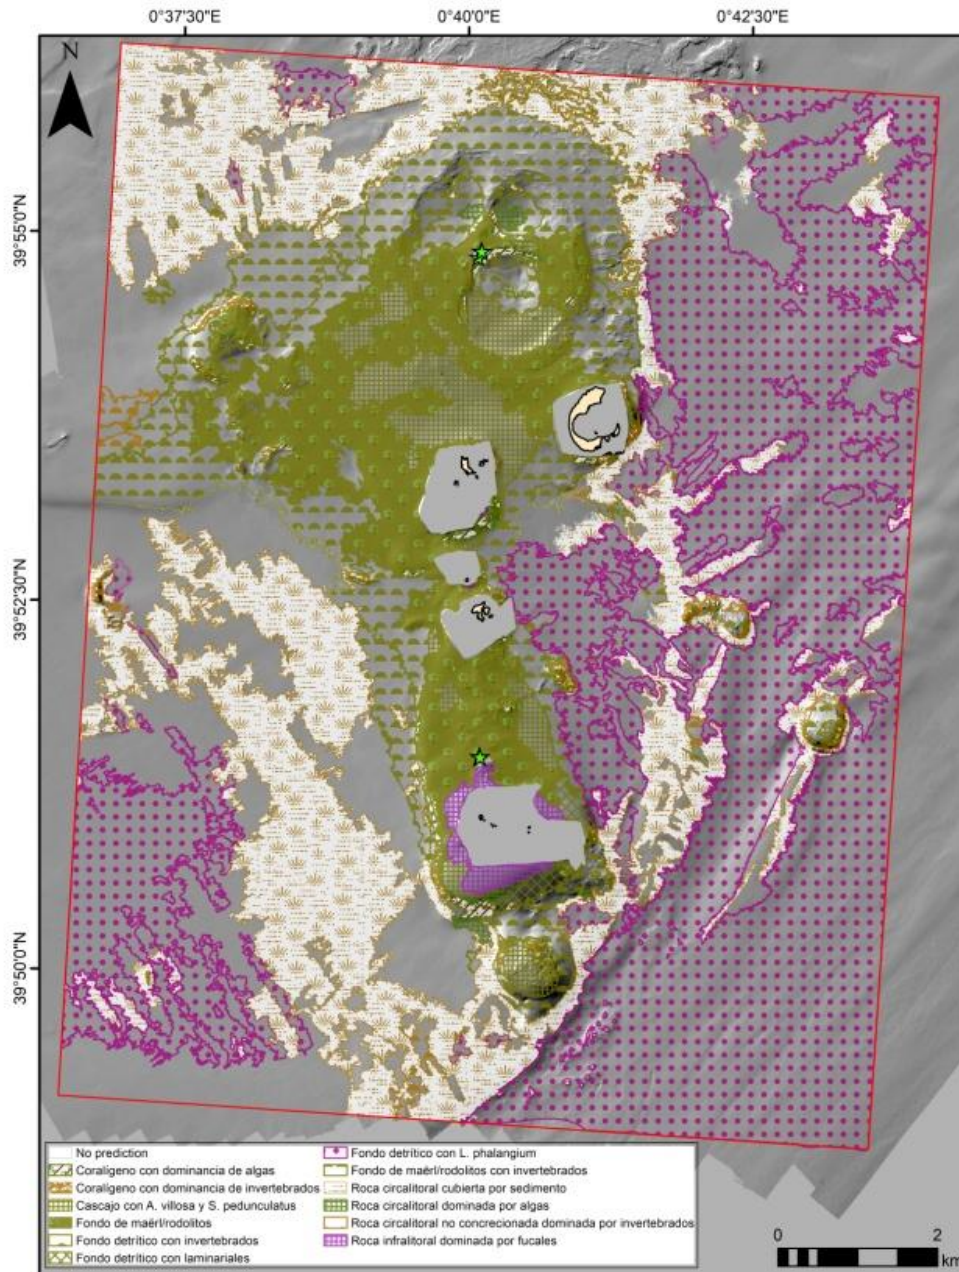 0°37'30"E 0°40'0"E 0°42'30"E
N
39°55'0"N
39°52'30"N
39°50'0"N
No prediction
Coralígeno con dominancia de algas
Coralígeno con dominancia de invertebrados
Cascajo con A. villosa y S. pedunculatus
Fondo de maërl/rodolitos
Fondo detrítico con invertebrados
Fondo detrítico con laminariales
Fondo detrítico con L. phalangium
Fondo de maërl/rodolitos con invertebrados
Roca circalitoral cubierta por sedimento
Roca circalitoral dominada por algas
Roca circalitoral no concrecionada dominada por invertebrados
Roca infralitoral dominada por fucales
0 2
km